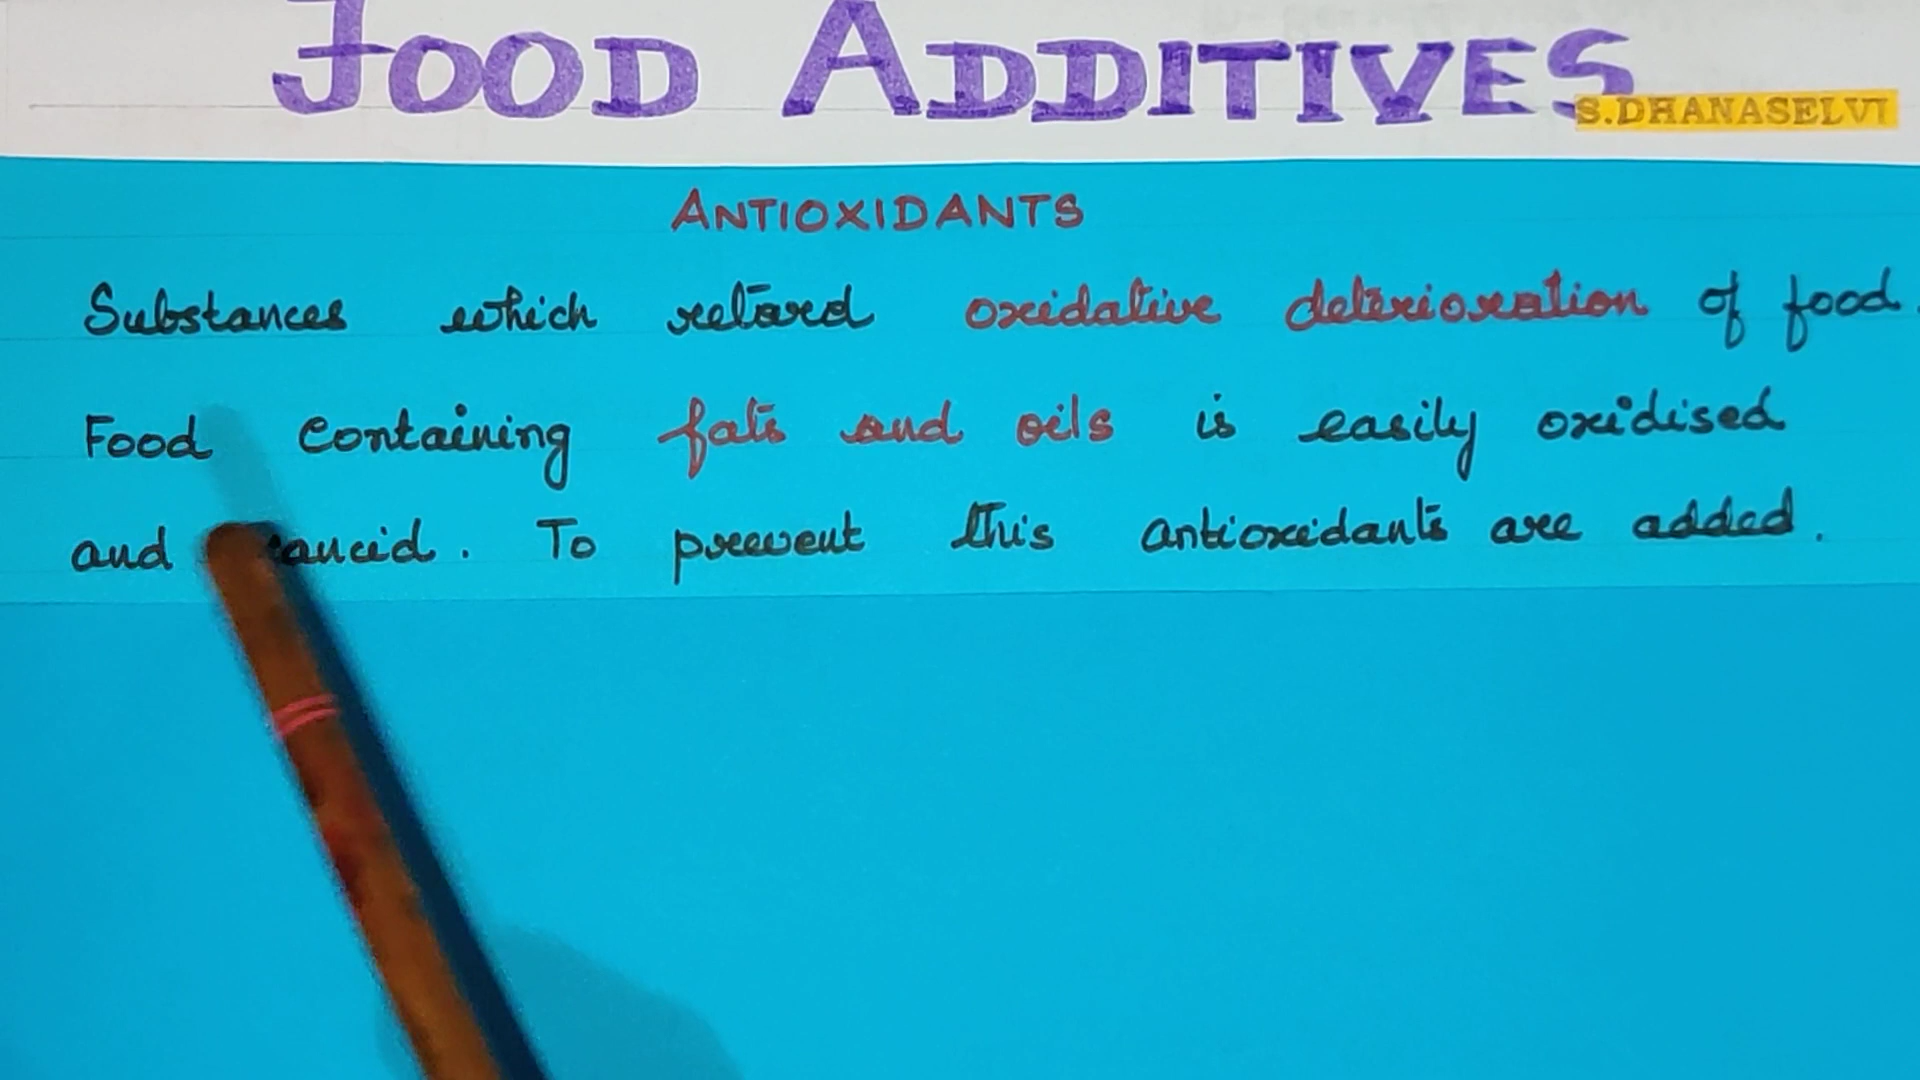 FOOD ADDITIVES
S.DHANASELVI
ANTIOXIDANTS
Substances which retard oxidative deterioration of food.
Food containing fats and oils is easily oxidised
and rancid. To prevent this antioxidants are added.